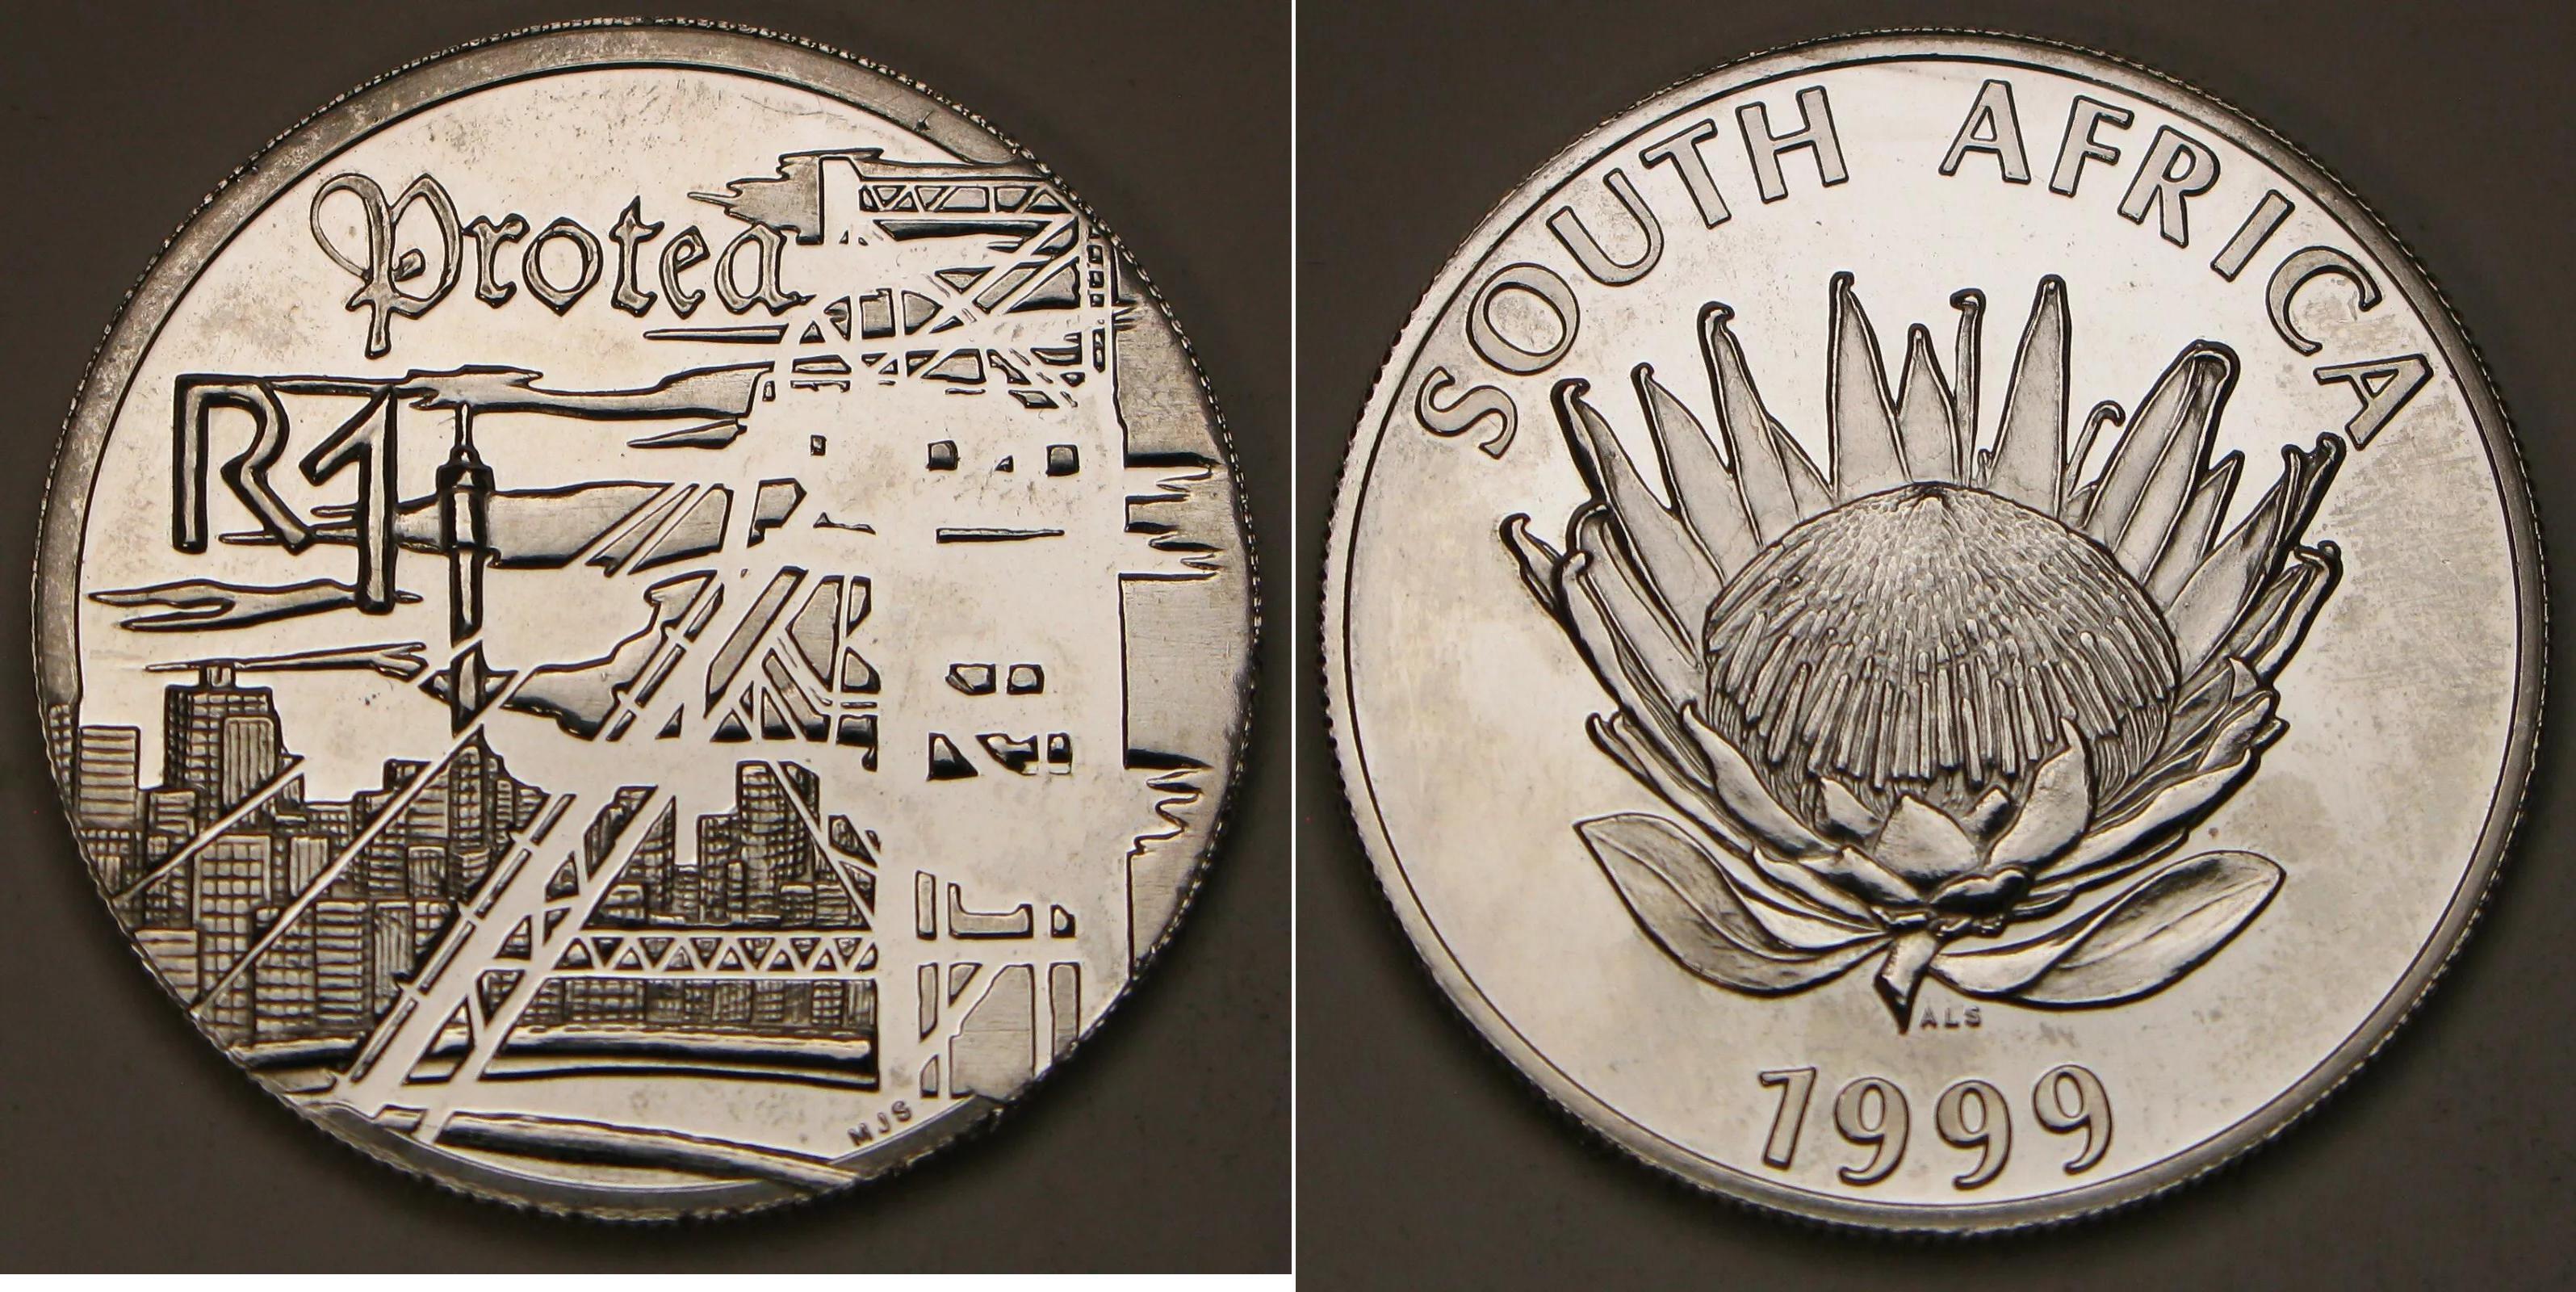 Protea
R1
MJS
SOUTH AFRICA
ALS
1999